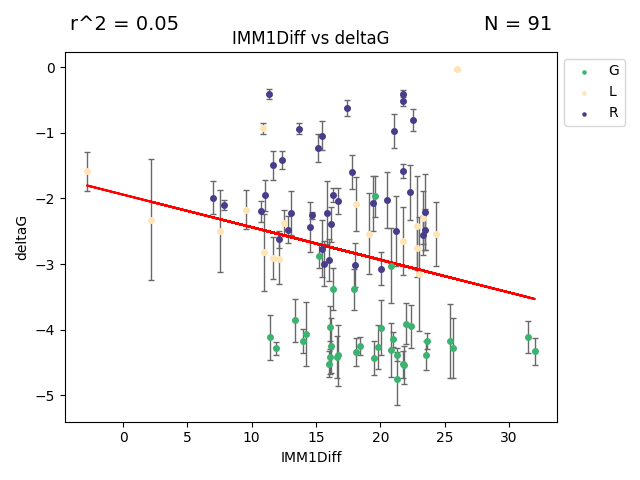 r^2 = 0.05
N = 91
IMM1Diff vs deltaG
G
L
R
0
−1
−2
−3
−4
−5
deltaG
0 5 10 15 20 25 30
IMM1Diff